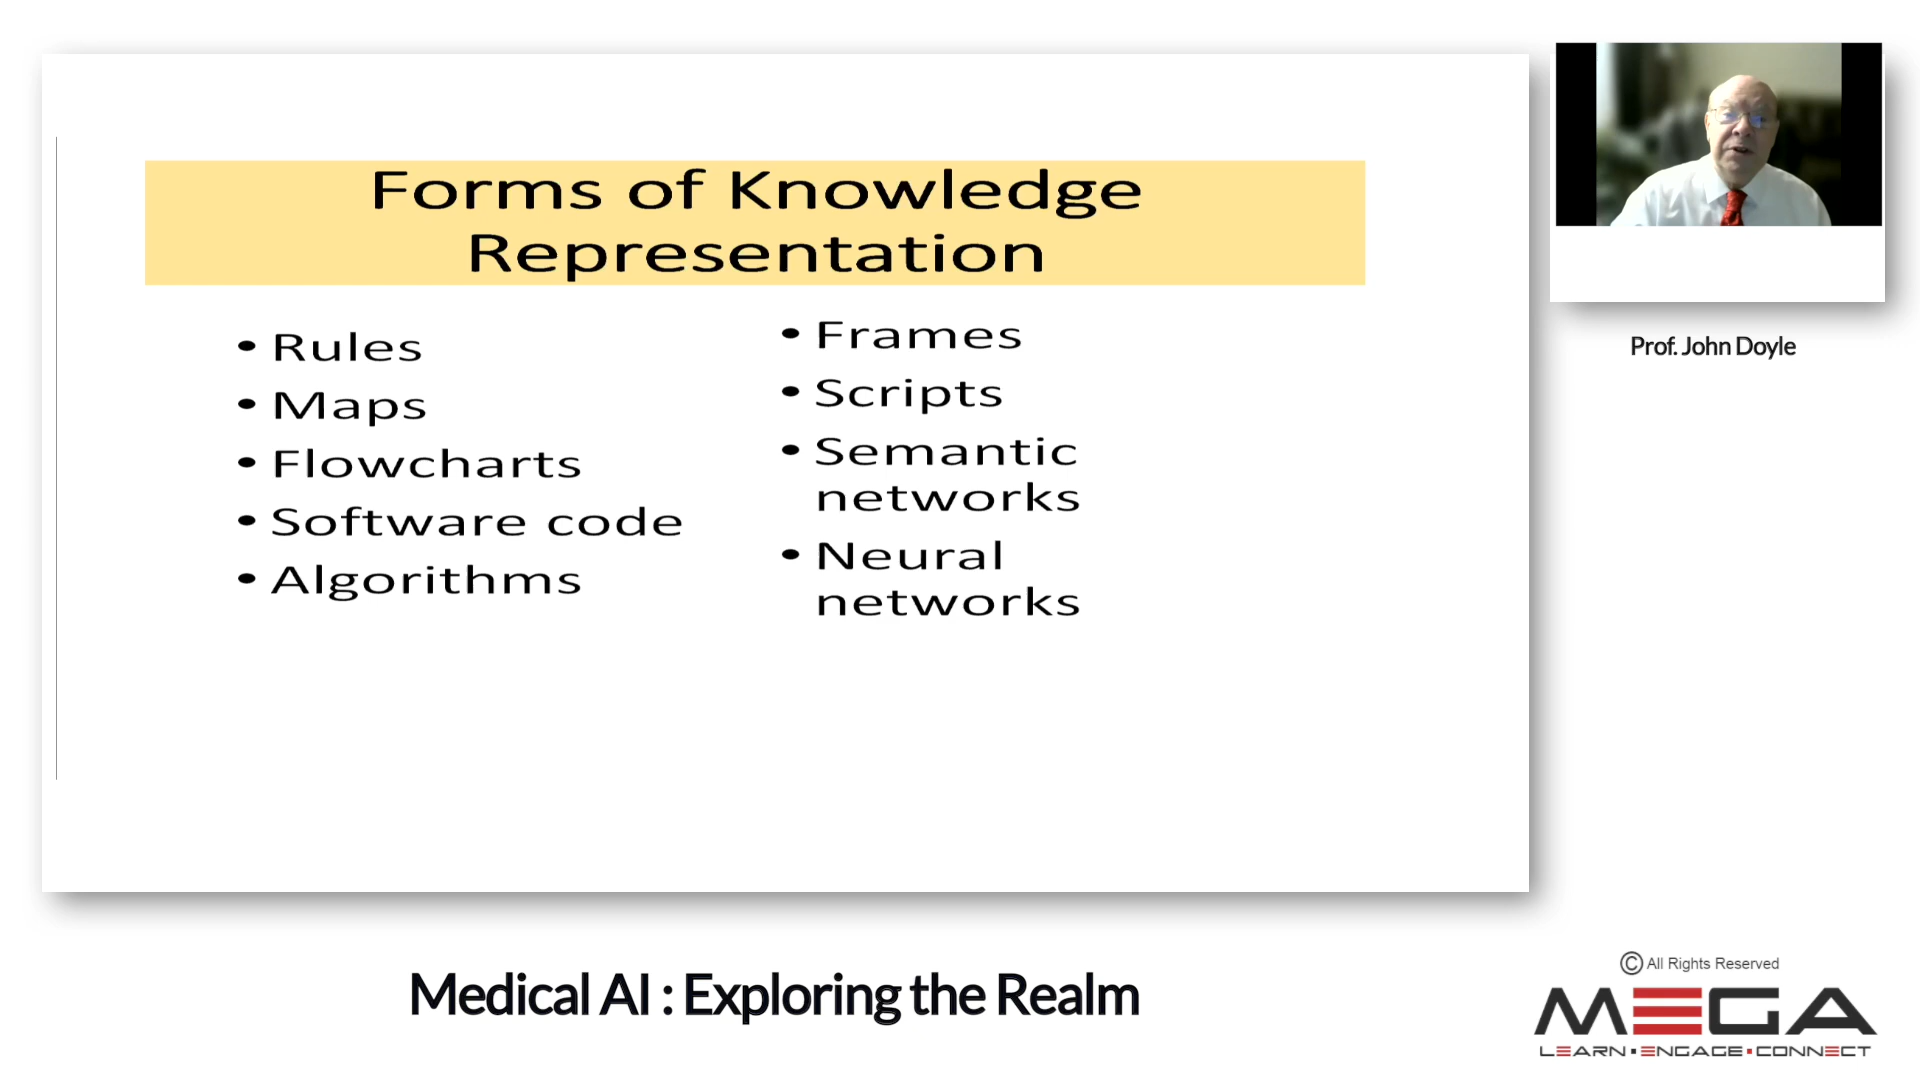 Forms of Knowledge
Representation
• Rules
• Maps
• Flowcharts
• Software code
• Algorithms
• Frames
• Scripts
• Semantic
networks
• Neural
networks
Prof. John Doyle
Medical AI : Exploring the Realm
© All Rights Reserved
MEGA
LEARN▪ENGAGE▪CONNECT